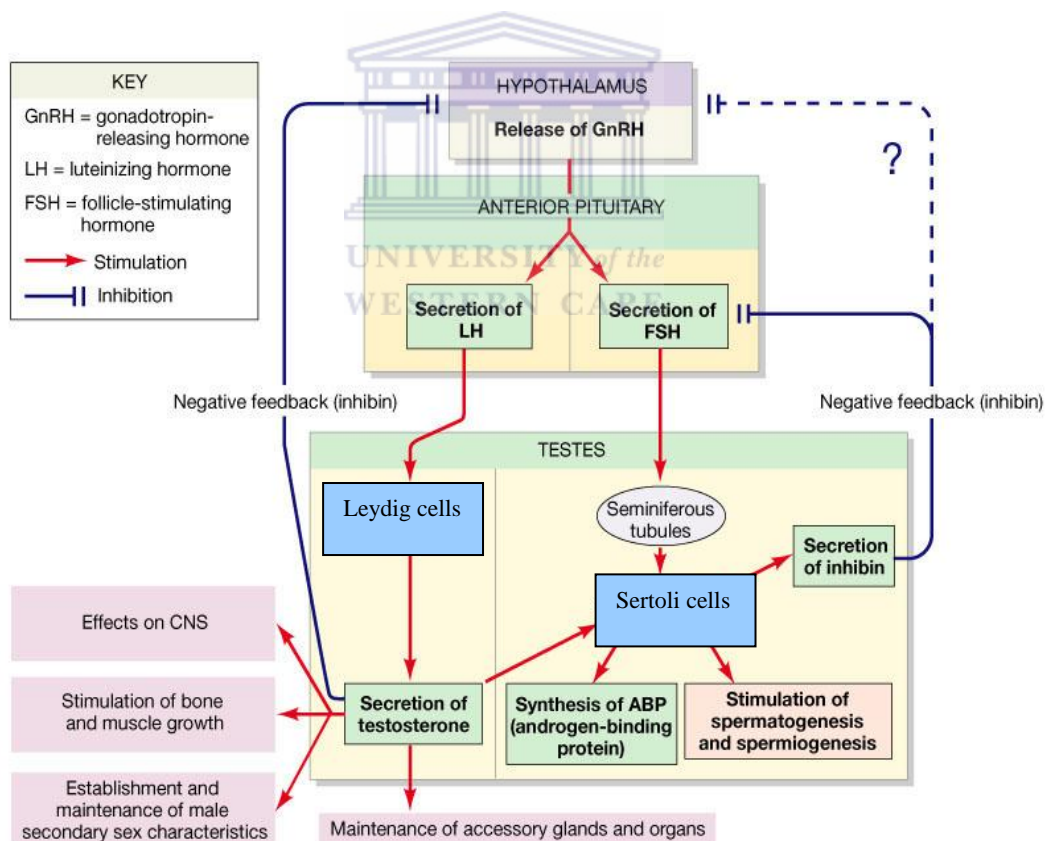 KEY
GnRH = gonadotropin-
releasing hormone
LH = luteinizing hormone
FSH = follicle-stimulating
hormone
Stimulation
Inhibition
HYPOTHALAMUS
Release of GnRH
?
ANTERIOR PITUITARY
UNIVERSITY of the
WESTERN CAPE
Secretion of
LH
Secretion of
FSH
Negative feedback (inhibin)
Negative feedback (inhibin)
TESTES
Leydig cells
Seminiferous
tubules
Secretion
of inhibin
Sertoli cells
Effects on CNS
Stimulation of bone
and muscle growth
Establishment and
maintenance of male
secondary sex characteristics
Secretion of
testosterone
Synthesis of ABP
(androgen-binding
protein)
Stimulation of
spermatogenesis
and spermiogenesis
Maintenance of accessory glands and organs